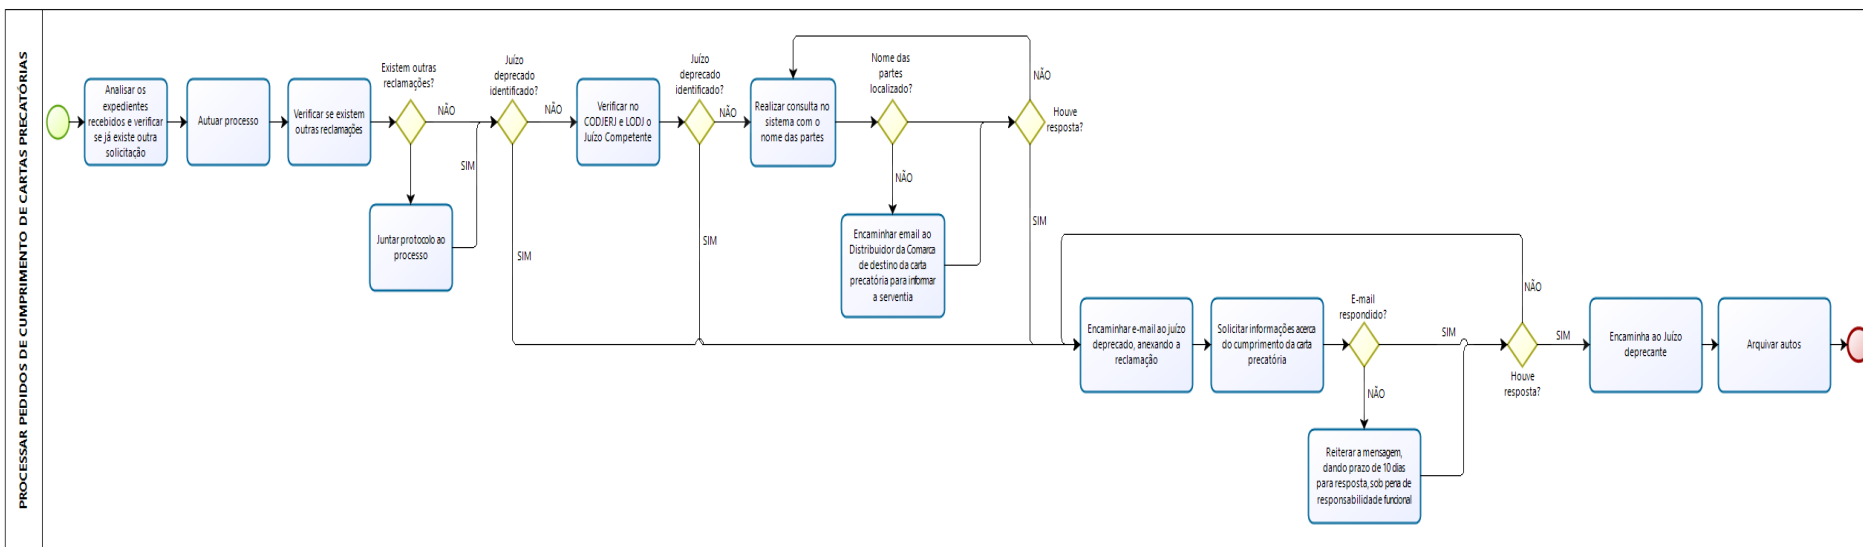 PROCESSAR PEDIDOS DE CUMPRIMENTO DE CARTAS PRECATÓRIAS
Analisar os
expedientes
recebidos e verificar
se já existe outra
solicitação
Autuar processo
Verificar se existem
outras reclamações
Existem outras
reclamações?
NÃO
SIM
Juntar protocolo ao
processo
Juízo
deprecado
identificado?
NÃO
SIM
Verificar no
CODJERJ e LODJ o
Juízo Competente
Juízo
deprecado
identificado?
NÃO
SIM
Realizar consulta no
sistema com o
nome das partes
Nome das
partes
localizado?
NÃO
Encaminhar email ao
Distribuidor da Comarca
de destino da carta
precatória para informar
a serventia
NÃO
Houve
resposta?
SIM
Encaminhar e-mail ao juízo
deprecado, anexando a
reclamação
Solicitar informações acerca
do cumprimento da carta
precatória
E-mail
respondido?
SIM
NÃO
Reiterar a mensagem,
dando prazo de 10 dias
para resposta, sob pena de
responsabilidade funcional
NÃO
Houve
resposta?
SIM
Encaminha ao Juízo
deprecante
Arquivar autos